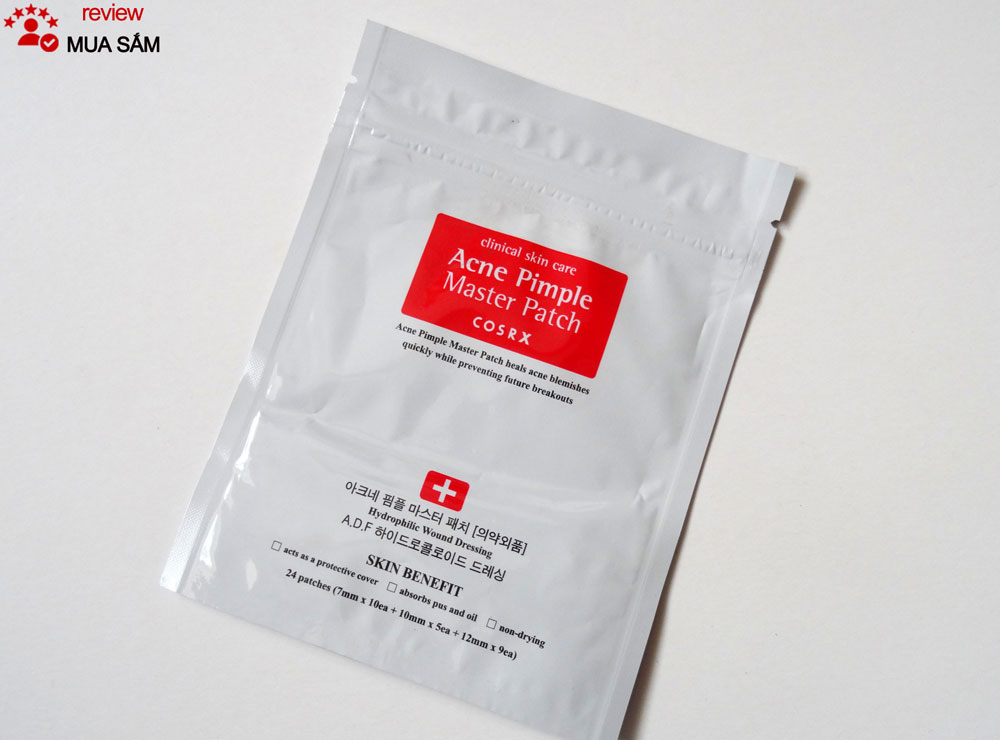 review
MUA SẮM
clinical skin care
Acne Pimple
Master Patch
COSRX
Acne Pimple Master Patch heals acne blemishes
quickly while preventing future breakouts
아크네 핌플 마스터 패치 [의약외품]
Hydrophilic Wound Dressing
A.D.F 하이드로콜로이드 드레싱
SKIN BENEFIT
□ acts as a protective cover □ absorbs pus and oil □ non-drying
24 patches (7mm x 10ea + 10mm x 5ea + 12mm x 9ea)